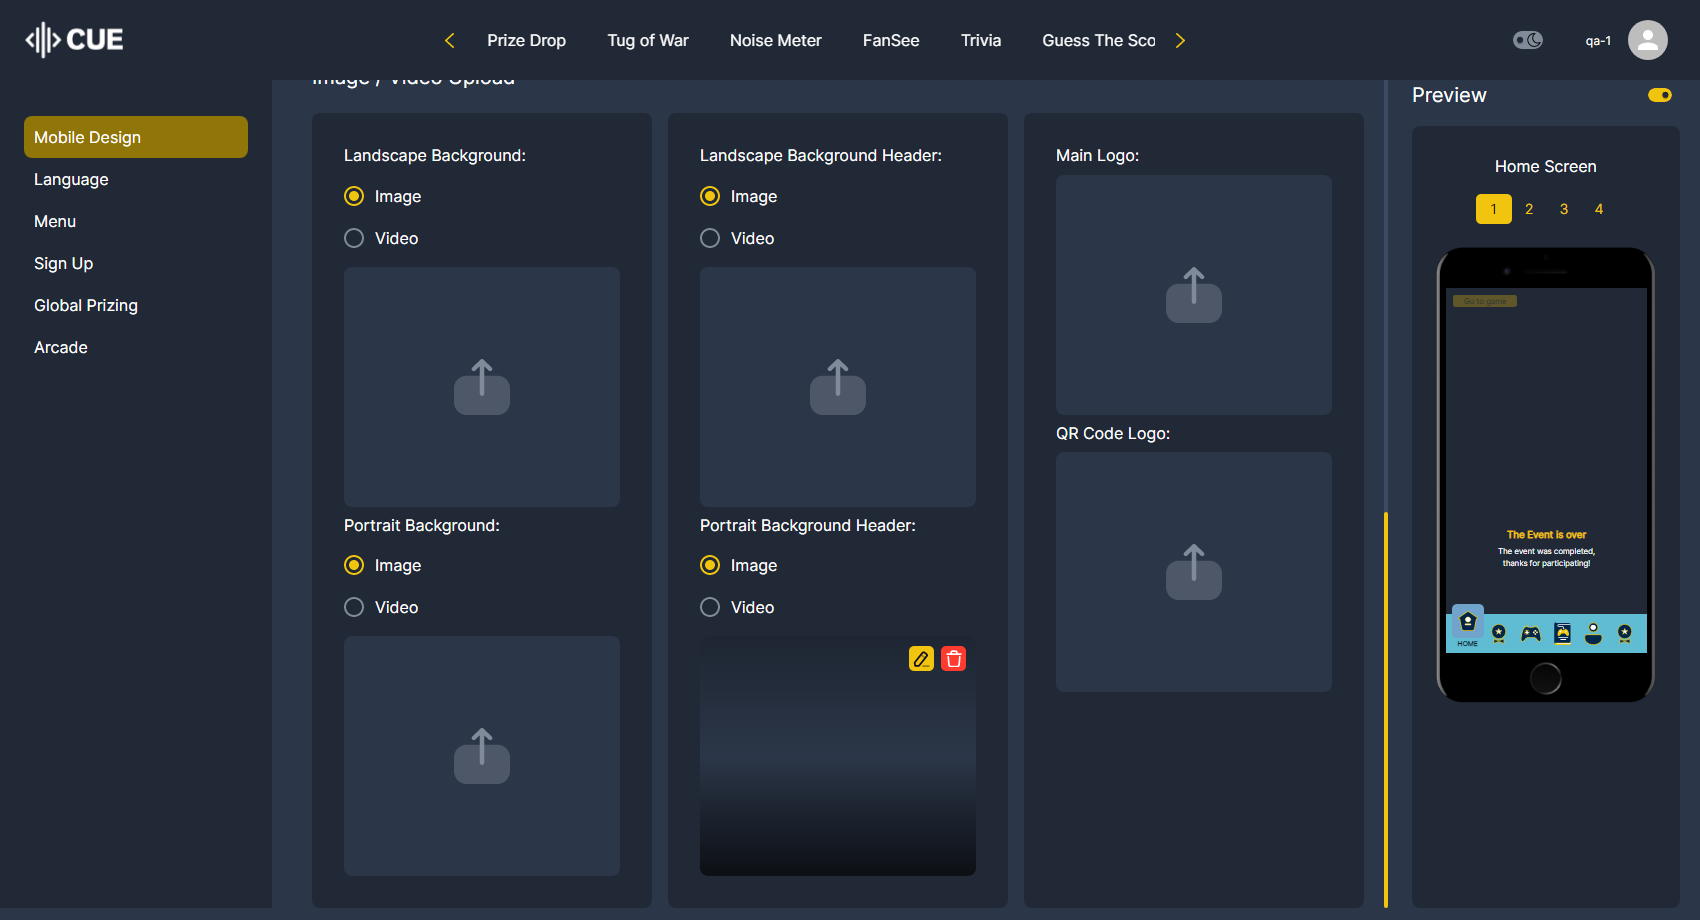 CUE
Prize Drop
Tug of War
Noise Meter
FanSee
Trivia
Guess The Sco
qa-1
Mobile Design
Language
Menu
Sign Up
Global Prizing
Arcade
Image / Video Upload
Landscape Background:
Image
Video
Portrait Background:
Image
Video
Landscape Background Header:
Image
Video
Portrait Background Header:
Image
Video
Main Logo:
QR Code Logo:
Preview
Home Screen
1 2 3 4
Go to game
The Event is over
The event was completed,
thanks for participating!
HOME